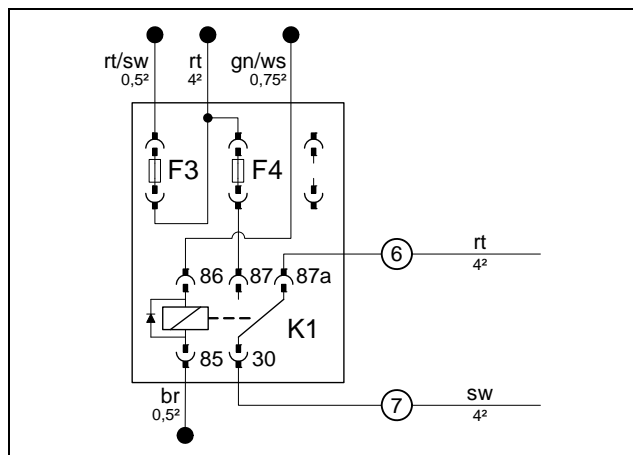 rt/sw rt gn/ws
0,5² 4² 0,75²
F3 F4
86 87 87a 6 rt
4²
K1
85 30
br
0,5²
7 sw
4²